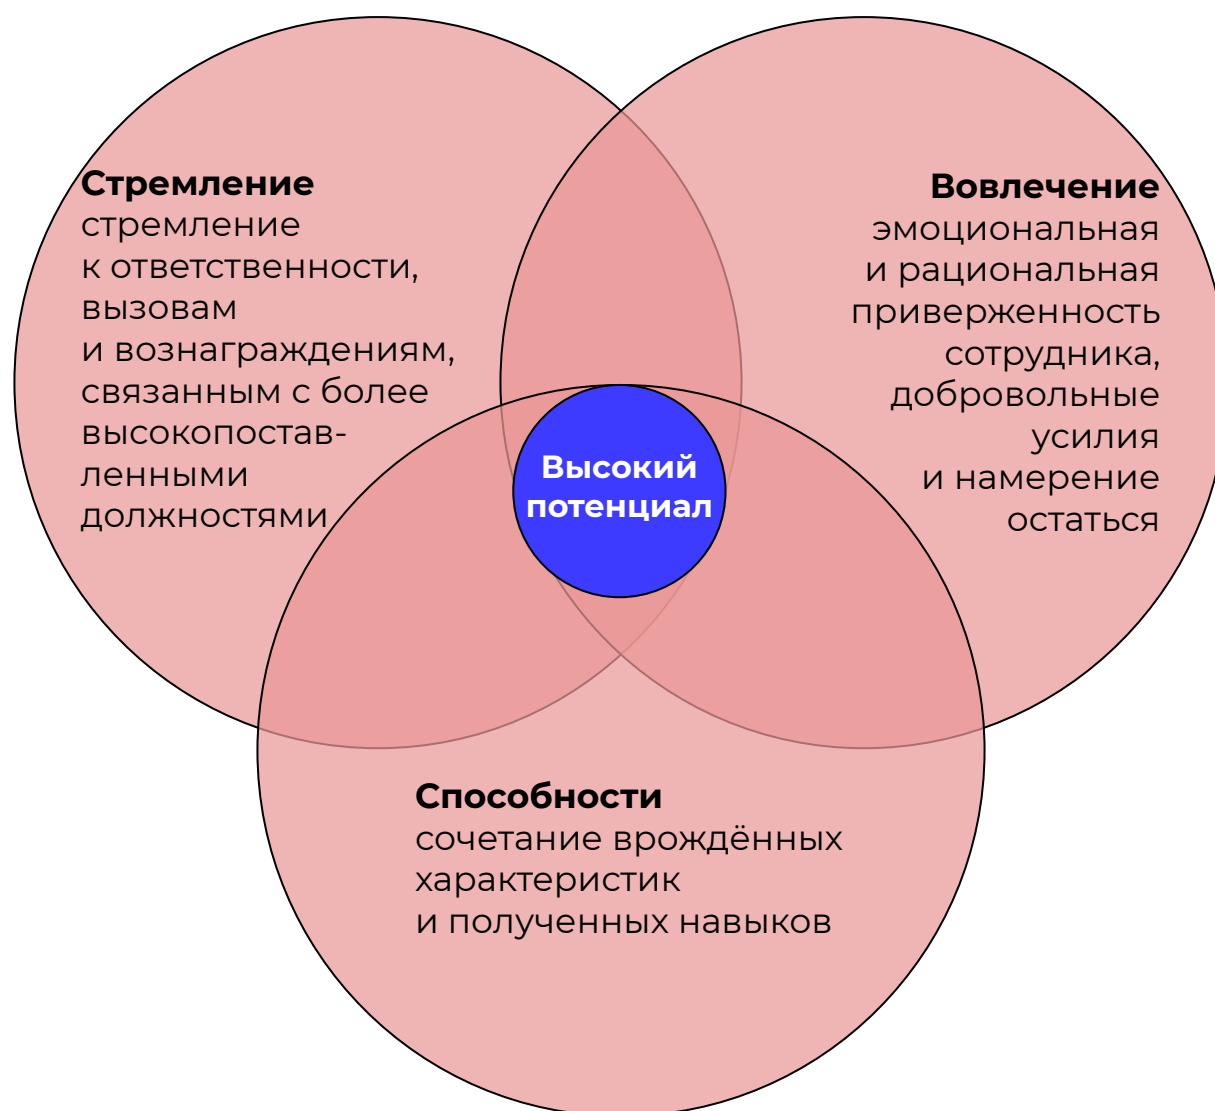 Стремление
стремление
к ответственности,
вызовам
и вознаграждениям,
связанным с более
высокопостав-
ленными
должностями
Вовлечение
эмоциональная
и рациональная
приверженность
сотрудника,
добровольные
усилия
и намерение
остаться
Высокий
потенциал
Способности
сочетание врождённых
характеристик
и полученных навыков